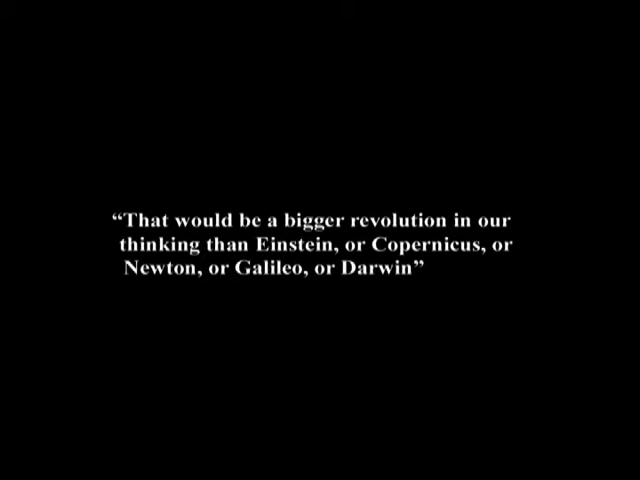 “That would be a bigger revolution in our
thinking than Einstein, or Copernicus, or
Newton, or Galileo, or Darwin”